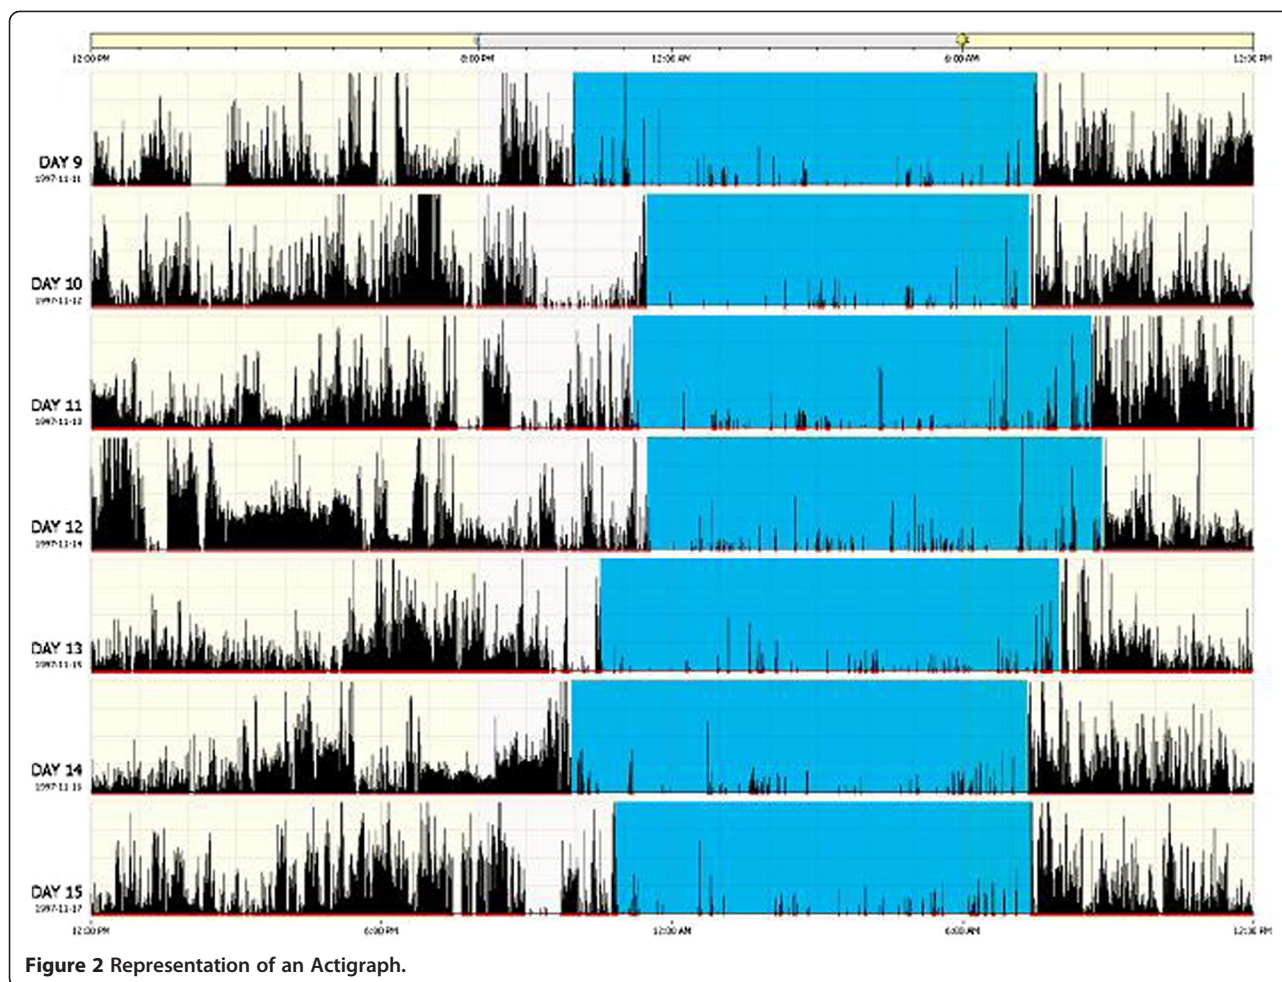 12:00 PM 8:00 PM 12:00 AM 6:00 AM 12:00 PM
DAY 9
1997-11-11
DAY 10
1997-11-12
DAY 11
1997-11-13
DAY 12
1997-11-14
DAY 13
1997-11-15
DAY 14
1997-11-16
DAY 15
1997-11-17
12:00 PM 6:00 PM 12:00 AM 6:00 AM 12:00 PM
Figure 2 Representation of an Actigraph.